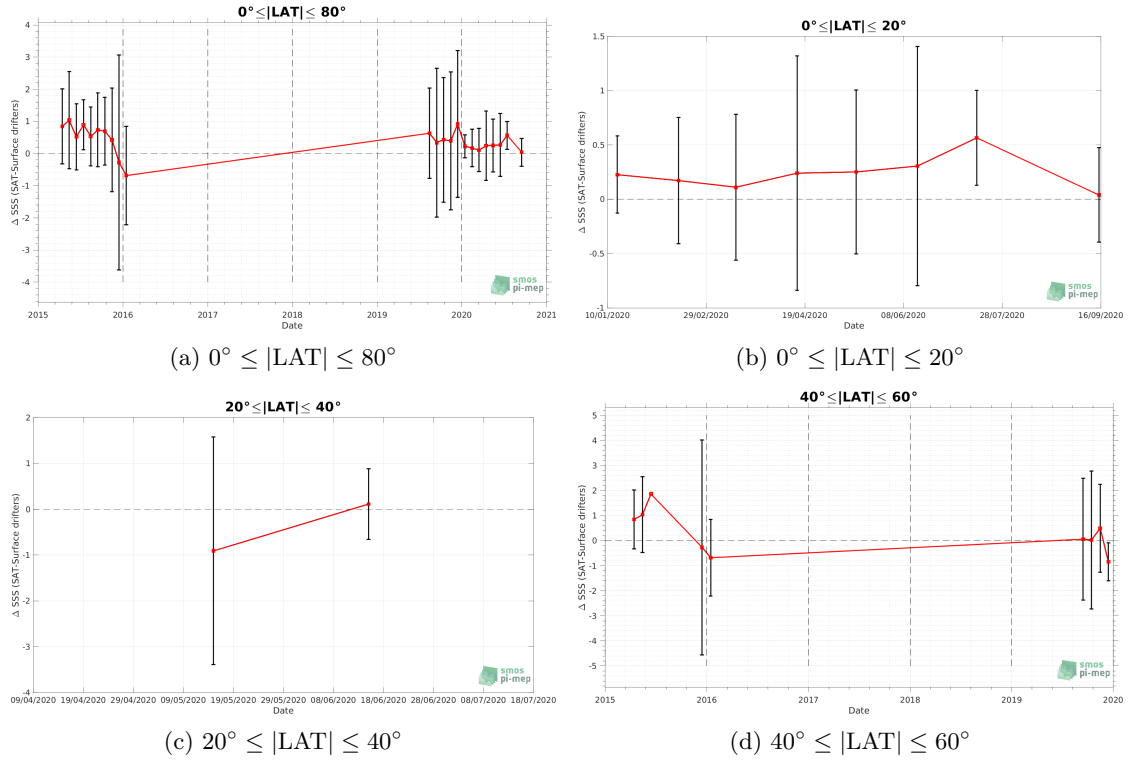 0°≤|LAT|≤ 80°
4
3
2
1
0
-1
-2
-3
-4
Δ SSS (SAT-Surface drifters)
2015 2016 2017 2018 2019 2020 2021
Date
smos
pi-mep
(a) 0° ≤ |LAT| ≤ 80°
0°≤|LAT|≤ 20°
1.5
1
0.5
0
-0.5
-1
Δ SSS (SAT-Surface drifters)
10/01/2020 29/02/2020 19/04/2020 08/06/2020 28/07/2020 16/09/2020
Date
smos
pi-mep
(b) 0° ≤ |LAT| ≤ 20°
20°≤|LAT|≤ 40°
2
1
0
-1
-2
-3
-4
Δ SSS (SAT-Surface drifters)
09/04/2020 19/04/2020 29/04/2020 09/05/2020 19/05/2020 29/05/2020 08/06/2020 18/06/2020 28/06/2020 08/07/2020 18/07/2020
Date
smos
pi-mep
(c) 20° ≤ |LAT| ≤ 40°
40°≤|LAT|≤ 60°
5
4
3
2
1
0
-1
-2
-3
-4
-5
Δ SSS (SAT-Surface drifters)
2015 2016 2017 2018 2019 2020
Date
smos
pi-mep
(d) 40° ≤ |LAT| ≤ 60°